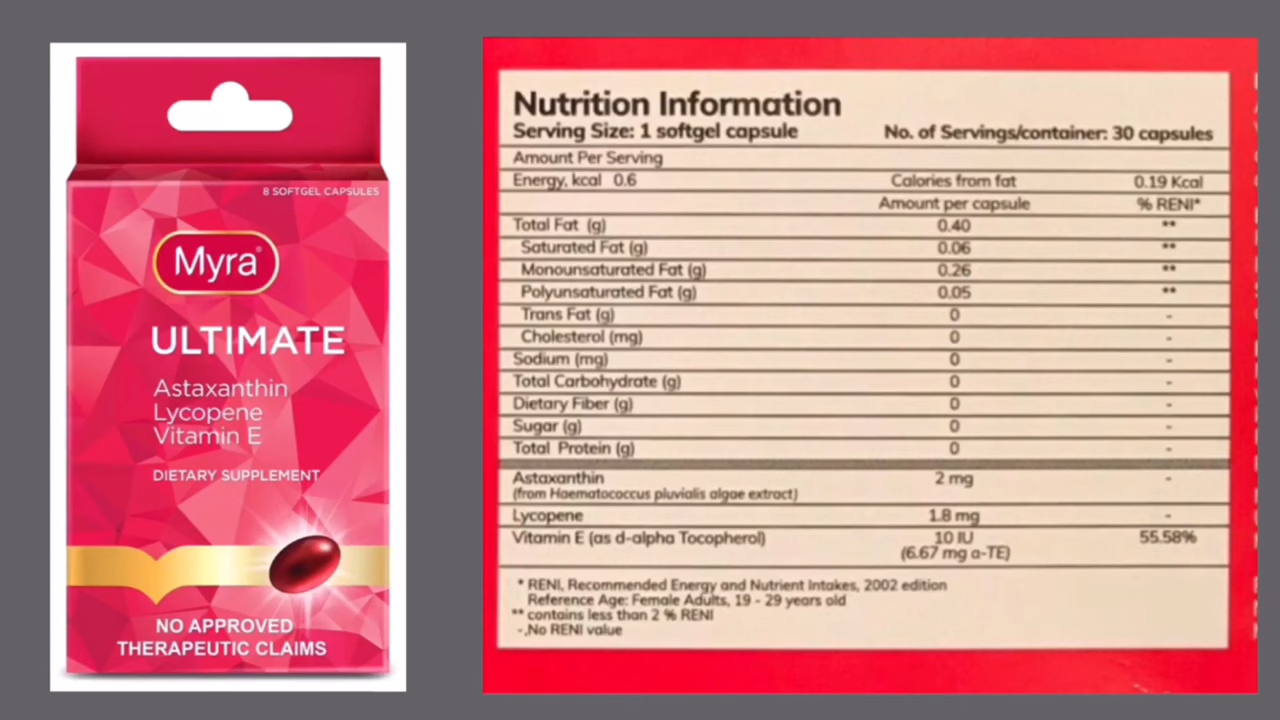 8 SOFTGEL CAPSULES
Myra®
ULTIMATE
Astaxanthin
Lycopene
Vitamin E
DIETARY SUPPLEMENT
NO APPROVED
THERAPEUTIC CLAIMS
Nutrition Information
Serving Size: 1 softgel capsule No. of Servings/container: 30 capsules
Amount Per Serving
Energy, kcal 0.6 Calories from fat 0.19 Kcal
Amount per capsule % RENI*
Total Fat (g) 0.40 **
Saturated Fat (g) 0.06 **
Monounsaturated Fat (g) 0.26 **
Polyunsaturated Fat (g) 0.05 **
Trans Fat (g) 0 -
Cholesterol (mg) 0 -
Sodium (mg) 0 -
Total Carbohydrate (g) 0 -
Dietary Fiber (g) 0 -
Sugar (g) 0 -
Total Protein (g) 0 -
Astaxanthin 2 mg -
(from Haematococcus pluvialis algae extract)
Lycopene 1.8 mg -
Vitamin E (as d-alpha Tocopherol) 10 IU 55.58%
(6.67 mg α-TE)
* RENI, Recommended Energy and Nutrient Intakes, 2002 edition
Reference Age: Female Adults, 19 - 29 years old
** contains less than 2 % RENI
- ,No RENI value